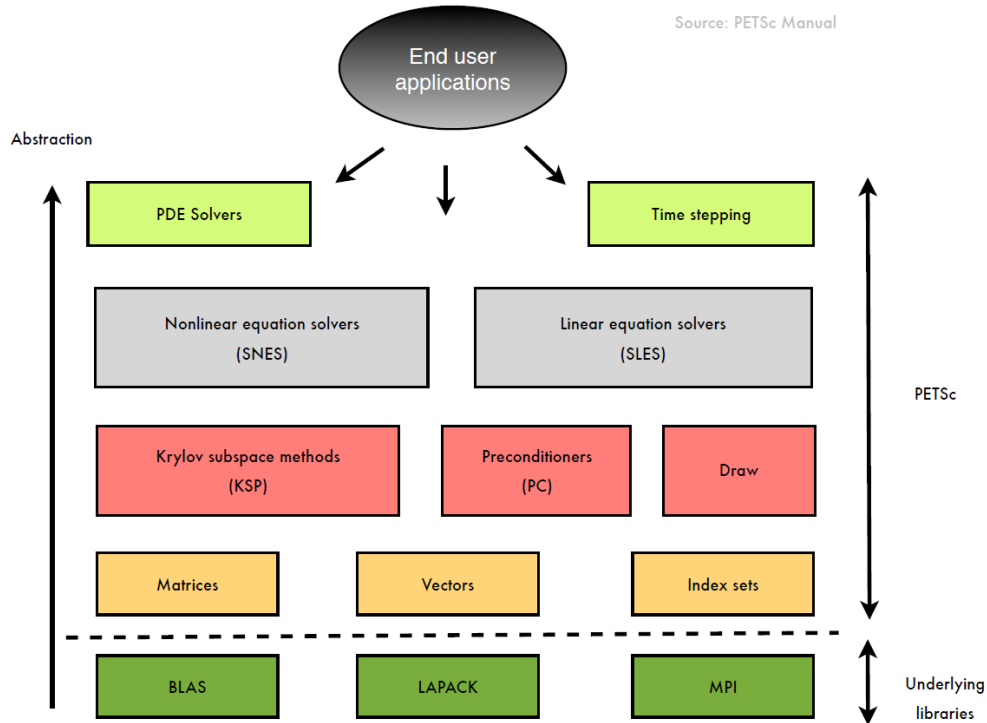 Source: PETSc Manual
End user
applications
Abstraction
PDE Solvers
Time stepping
Nonlinear equation solvers
(SNES)
Linear equation solvers
(SLES)
PETSc
Krylov subspace methods
(KSP)
Preconditioners
(PC)
Draw
Matrices
Vectors
Index sets
BLAS
LAPACK
MPI
Underlying
libraries